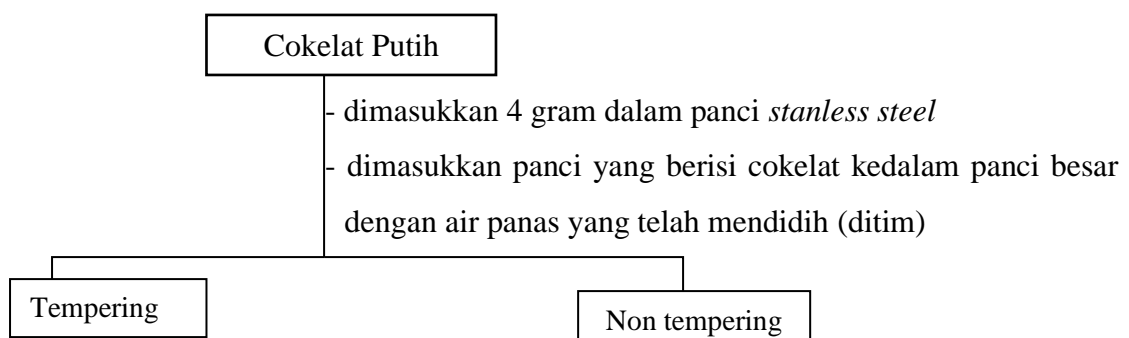 Cokelat Putih
- dimasukkan 4 gram dalam panci stanless steel
- dimasukkan panci yang berisi cokelat kedalam panci besar
dengan air panas yang telah mendidih (ditim)
Tempering
Non tempering